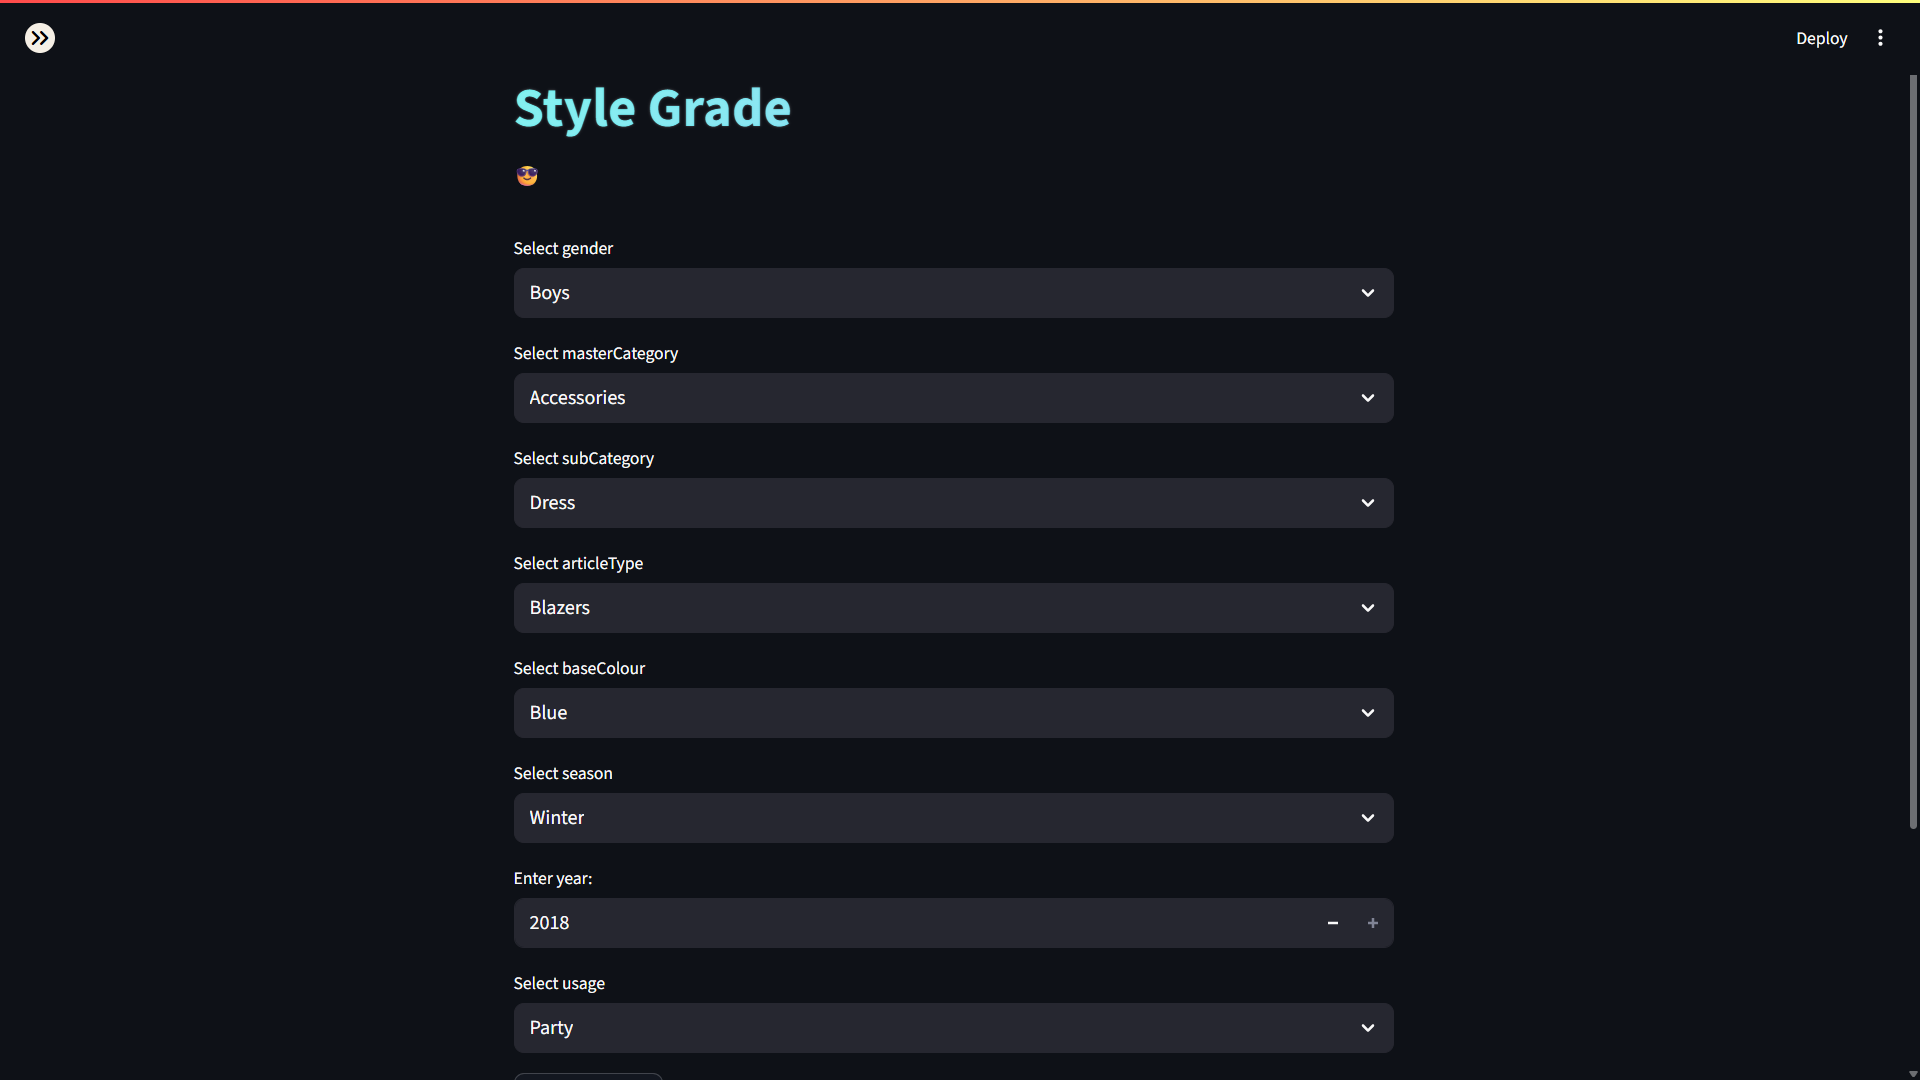 Deploy
Style Grade
😎
Select gender
Boys
Select masterCategory
Accessories
Select subCategory
Dress
Select articleType
Blazers
Select baseColour
Blue
Select season
Winter
Enter year:
2018
Select usage
Party